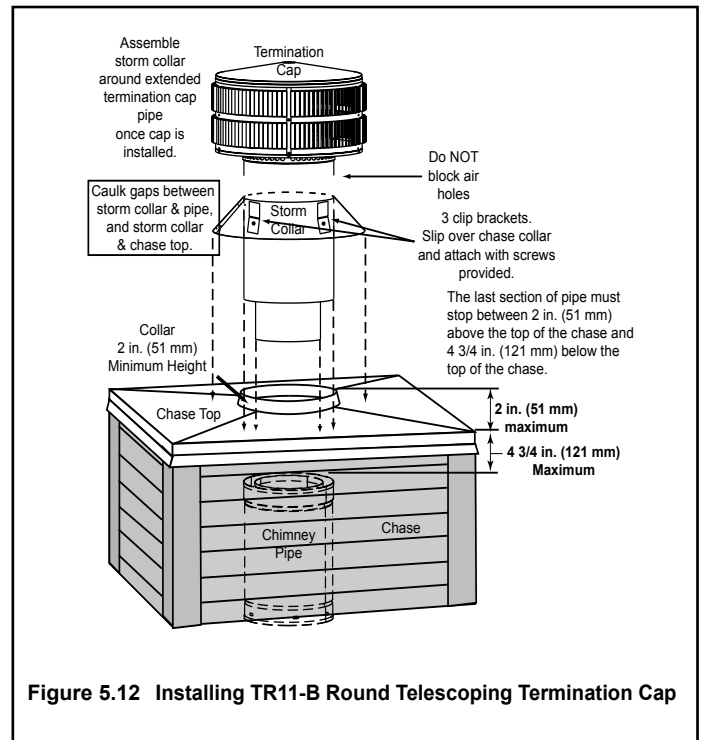 Assemble
storm collar
around extended
termination cap
pipe
once cap is
installed.
Termination
Cap
Do NOT
block air
holes
Caulk gaps between
storm collar & pipe,
and storm collar
& chase top.
Storm
Collar
3 clip brackets.
Slip over chase collar
and attach with screws
provided.
The last section of pipe must
stop between 2 in. (51 mm)
above the top of the chase and
4 3/4 in. (121 mm) below the
top of the chase.
Collar
2 in. (51 mm)
Minimum Height
Chase Top
2 in. (51 mm)
maximum
4 3/4 in. (121 mm)
Maximum
Chimney
Pipe
Chase
Figure 5.12 Installing TR11-B Round Telescoping Termination Cap